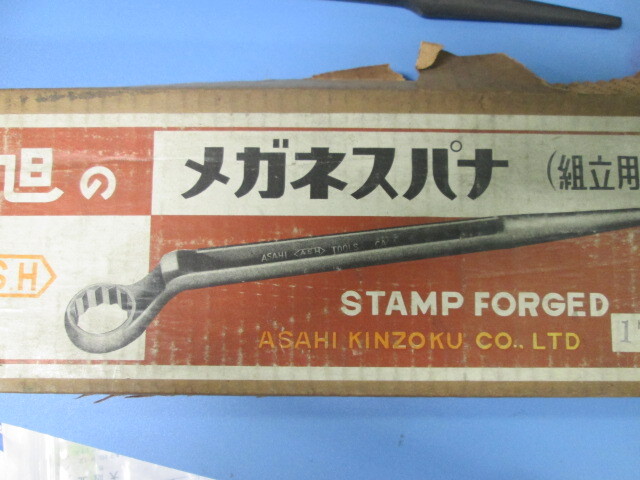 旭の メガネスパナ (組立用
ASAHI <ASH> TOOLS CO
S.H
STAMP FORGED
ASAHI KINZOKU CO., LTD